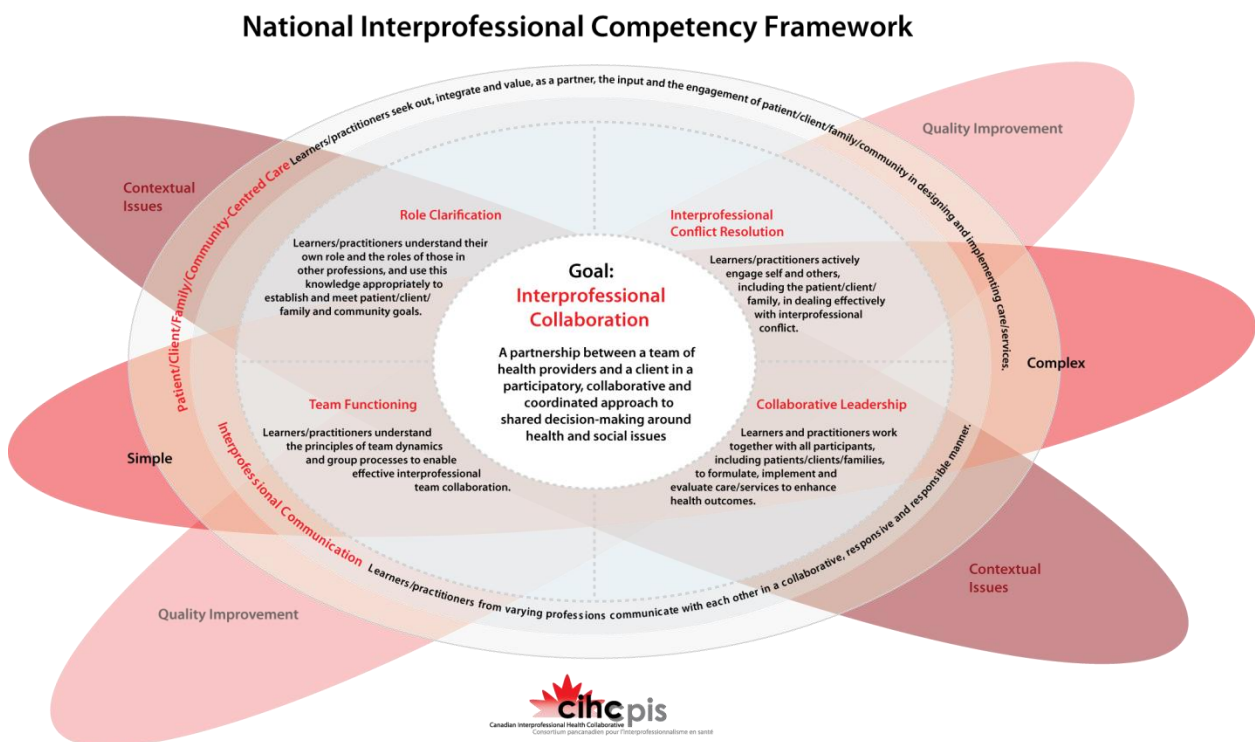 National Interprofessional Competency Framework
Patient/Client/Family/Community-Centred Care Learners/practitioners seek out, integrate and value, as a partner, the input and the engagement of patient/client/family/community in designing and implementing care/services.
Quality Improvement
Contextual
Issues
Role Clarification
Learners/practitioners understand their
own role and the roles of those in
other professions, and use this
knowledge appropriately to
establish and meet patient/client/
family and community goals.
Interprofessional
Conflict Resolution
Learners/practitioners actively
engage self and others,
including the patient/client/
family, in dealing effectively
with interprofessional
conflict.
Goal:
Interprofessional
Collaboration
A partnership between a team of
health providers and a client in a
participatory, collaborative and
coordinated approach to
shared decision-making around
health and social issues
Complex
Simple
Team Functioning
Learners/practitioners understand
the principles of team dynamics
and group processes to enable
effective interprofessional
team collaboration.
Collaborative Leadership
Learners and practitioners work
together with all participants,
including patients/clients/families,
to formulate, implement and
evaluate care/services to enhance
health outcomes.
Interprofessional Communication Learners/practitioners from varying professions communicate with each other in a collaborative, responsive and responsible manner.
Contextual
Issues
Quality Improvement
cihcpis
Canadian Interprofessional Health Collaborative
Consortium pancanadien pour l'interprofessionnalisme en santé